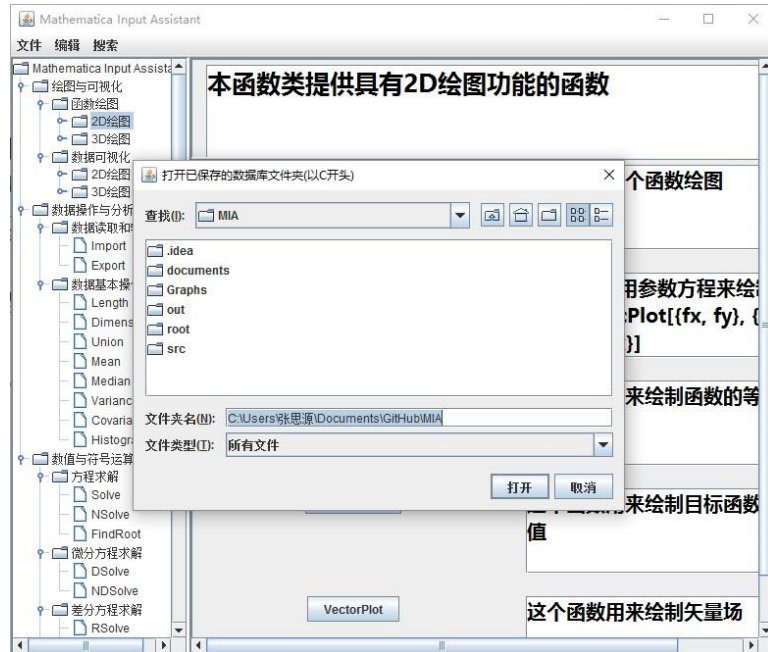 Mathematica Input Assistant
文件 编辑 搜索
Mathematica Input Assista
绘图与可视化
函数绘图
2D绘图
3D绘图
数据可视化
2D绘图
3D绘图
数据操作与分析
数据读取和
Import
Export
数据基本操
Length
Dimens
Union
Mean
Median
Varianc
Covaria
Histogr
数值与符号运算
方程求解
Solve
NSolve
FindRoot
微分方程求解
DSolve
NDSolve
差分方程求解
RSolve
本函数类提供具有2D绘图功能的函数
个函数绘图
用参数方程来绘
:Plot[{fx, fy}, {
}]
来绘制函数的等
这个函数用来绘制目标函数
值
VectorPlot
这个函数用来绘制矢量场
打开已保存的数据库文件夹(以C开头)
查找(I): MIA
.idea
documents
Graphs
out
root
src
文件夹名(N): C:\Users\张思源\Documents\GitHub\MIA
文件类型(T): 所有文件
打开 取消